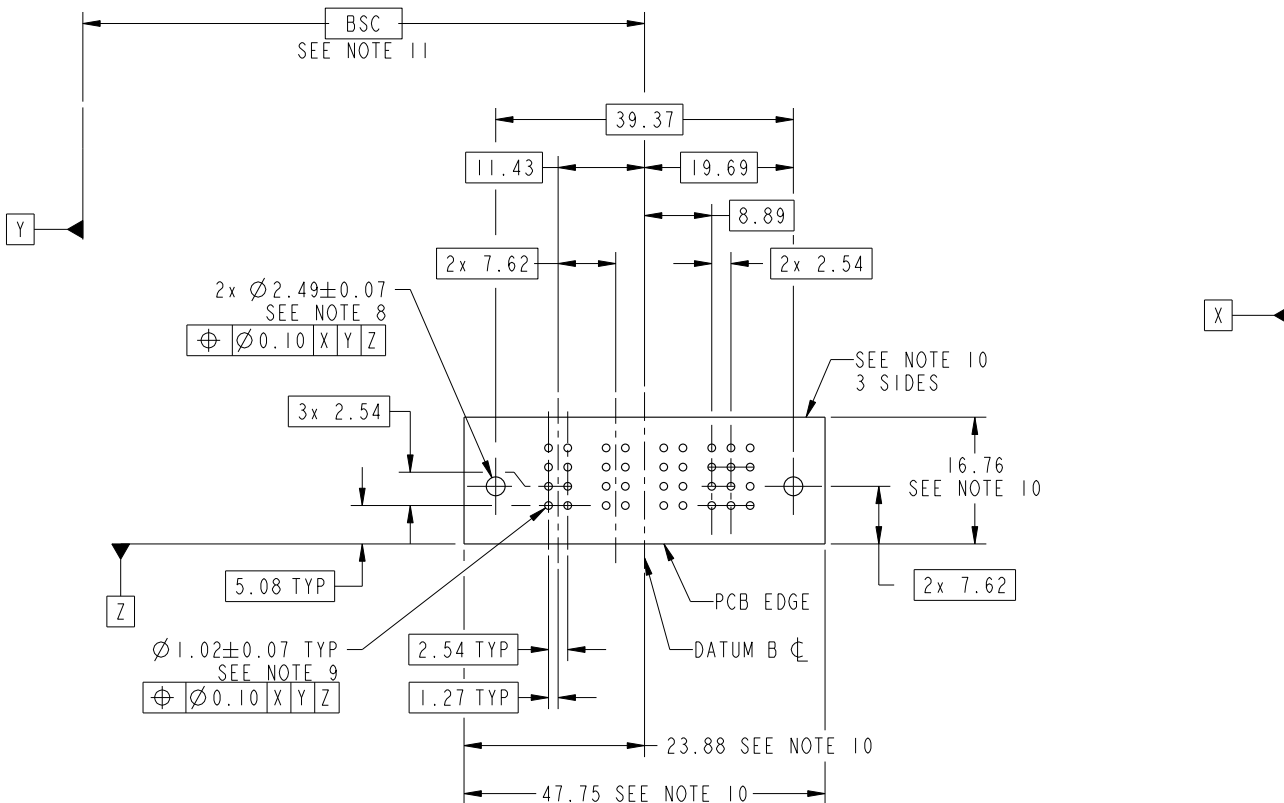 BSC
SEE NOTE 11
39.37
11.43
19.69
Y
8.89
2x 7.62
2x 2.54
2x Ø2.49±0.07
SEE NOTE 8
⌖ Ø0.10 X Y Z
X
SEE NOTE 10
3 SIDES
3x 2.54
16.76
SEE NOTE 10
5.08 TYP
2x 7.62
Z
PCB EDGE
Ø1.02±0.07 TYP
SEE NOTE 9
⌖ Ø0.10 X Y Z
2.54 TYP
DATUM B ℄
1.27 TYP
23.88 SEE NOTE 10
47.75 SEE NOTE 10